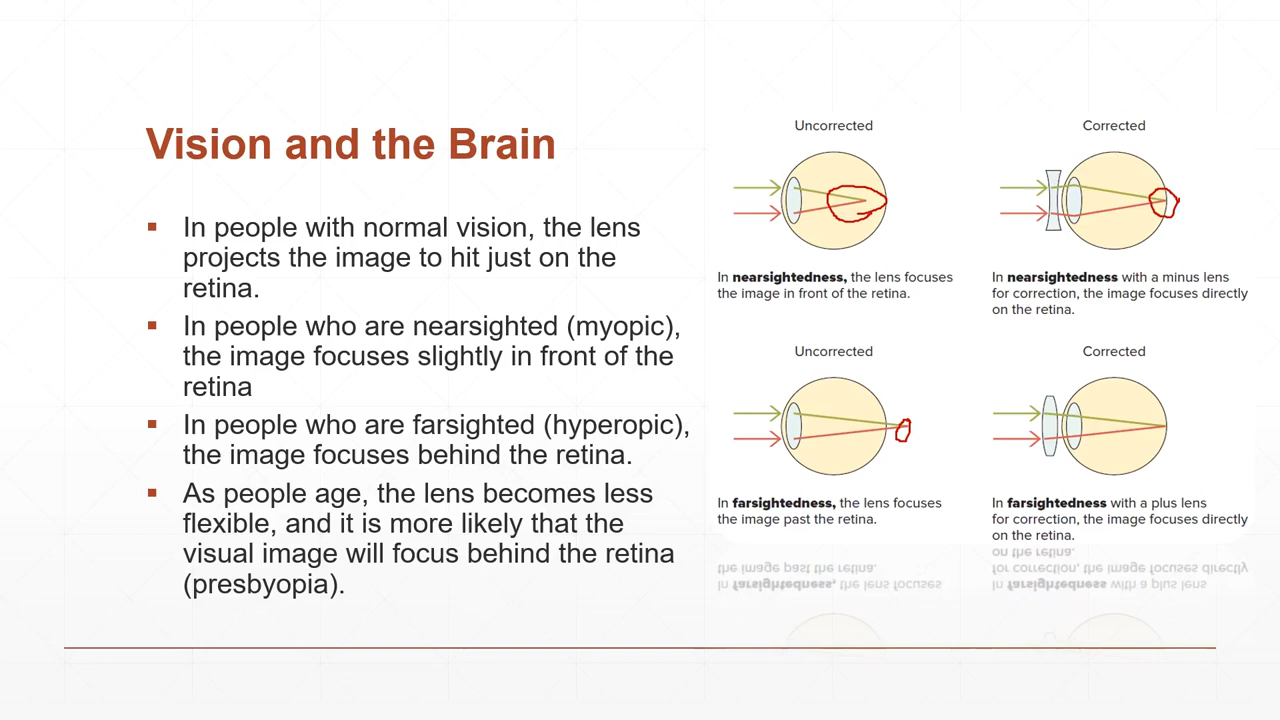 Vision and the Brain
▪ In people with normal vision, the lens
projects the image to hit just on the
retina.
▪ In people who are nearsighted (myopic),
the image focuses slightly in front of the
retina
▪ In people who are farsighted (hyperopic),
the image focuses behind the retina.
▪ As people age, the lens becomes less
flexible, and it is more likely that the
visual image will focus behind the retina
(presbyopia).
Uncorrected
In nearsightedness, the lens focuses
the image in front of the retina.
Corrected
In nearsightedness with a minus lens
for correction, the image focuses directly
on the retina.
Uncorrected
In farsightedness, the lens focuses
the image past the retina.
Corrected
In farsightedness with a plus lens
for correction, the image focuses directly
on the retina.